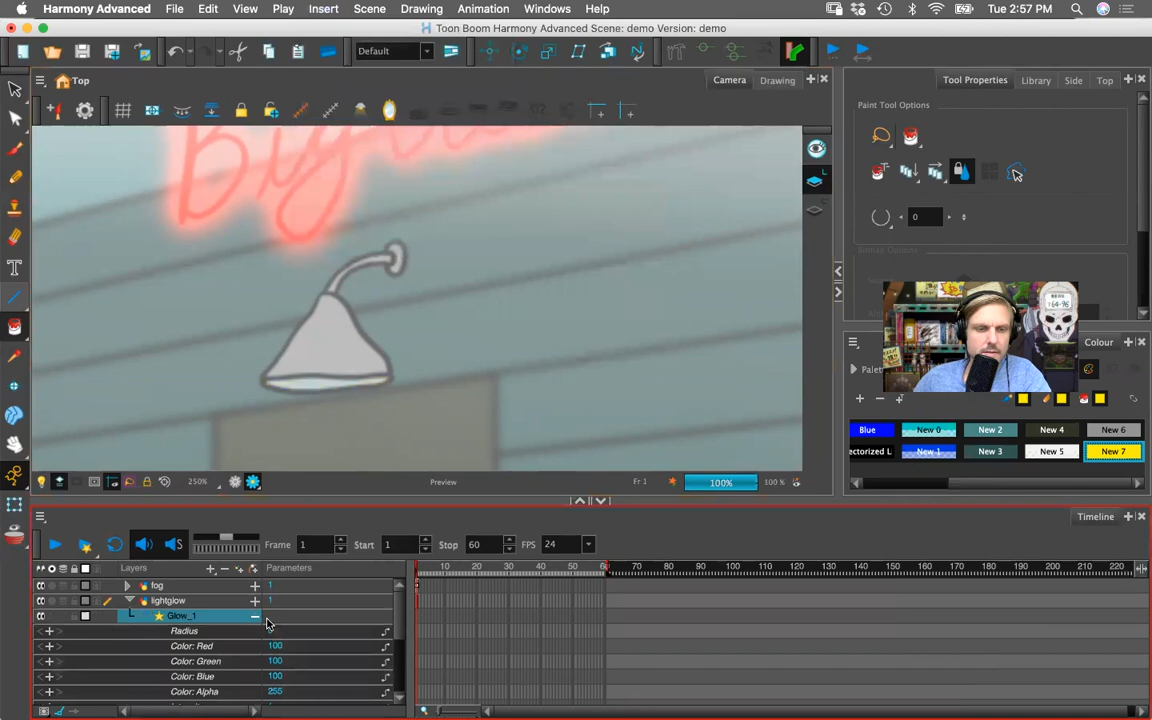 Harmony Advanced File Edit View Play Insert Scene Drawing Animation Windows Help Tue 2:57 PM
Toon Boom Harmony Advanced Scene: demo Version: demo
Default
Top Camera Drawing Tool Properties Library Side Top
Paint Tool Options
0
64-96
Colour
Blue New 0 New 2 New 4 New 6
ectorized L New 1 New 3 New 5 New 7
250% Preview Fr 1 100% 100 %
Timeline
Frame 1 Start 1 Stop 60 FPS 24
Layers Parameters 10 20 30 40 50 60 70 80 90 100 110 120 130 140 150 160 170 180 190 200 210 220
fog 1
lightglow 1
Glow_1
Radius
Color: Red 100
Color: Green 100
Color: Blue 100
Color: Alpha 255